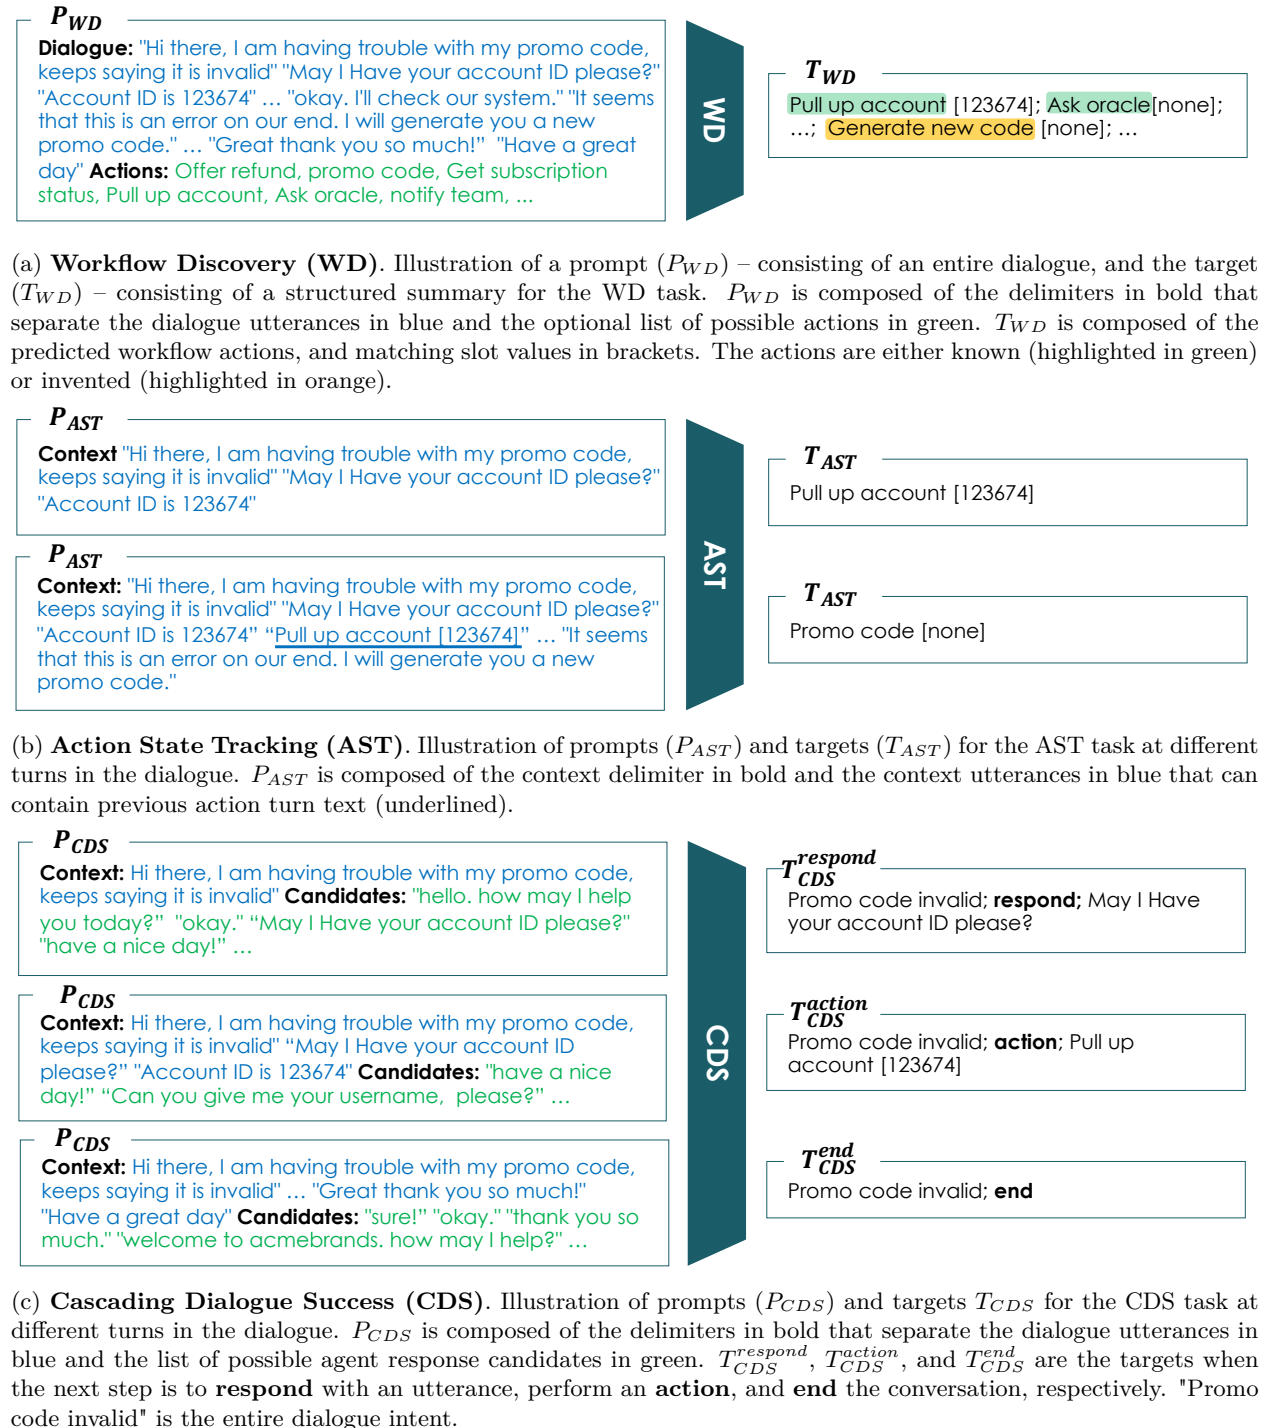 P_WD
Dialogue: "Hi there, I am having trouble with my promo code,
keeps saying it is invalid" "May I Have your account ID please?"
"Account ID is 123674" … "okay. I'll check our system." "It seems
that this is an error on our end. I will generate you a new
promo code." … "Great thank you so much!” "Have a great
day" Actions: Offer refund, promo code, Get subscription
status, Pull up account, Ask oracle, notify team, ...
WD
T_WD
Pull up account [123674]; Ask oracle[none];
…; Generate new code [none]; …
(a) Workflow Discovery (WD). Illustration of a prompt (P_WD) – consisting of an entire dialogue, and the target
(T_WD) – consisting of a structured summary for the WD task. P_WD is composed of the delimiters in bold that
separate the dialogue utterances in blue and the optional list of possible actions in green. T_WD is composed of the
predicted workflow actions, and matching slot values in brackets. The actions are either known (highlighted in green)
or invented (highlighted in orange).
P_AST
Context "Hi there, I am having trouble with my promo code,
keeps saying it is invalid" "May I Have your account ID please?"
"Account ID is 123674"
P_AST
Context: "Hi there, I am having trouble with my promo code,
keeps saying it is invalid" "May I Have your account ID please?"
"Account ID is 123674” “Pull up account [123674]” … "It seems
that this is an error on our end. I will generate you a new
promo code."
AST
T_AST
Pull up account [123674]
T_AST
Promo code [none]
(b) Action State Tracking (AST). Illustration of prompts (P_AST) and targets (T_AST) for the AST task at different
turns in the dialogue. P_AST is composed of the context delimiter in bold and the context utterances in blue that can
contain previous action turn text (underlined).
P_CDS
Context: Hi there, I am having trouble with my promo code,
keeps saying it is invalid" Candidates: "hello. how may I help
you today?” "okay." “May I Have your account ID please?"
"have a nice day!” …
P_CDS
Context: Hi there, I am having trouble with my promo code,
keeps saying it is invalid" “May I Have your account ID
please?” "Account ID is 123674" Candidates: "have a nice
day!” “Can you give me your username, please?” …
P_CDS
Context: Hi there, I am having trouble with my promo code,
keeps saying it is invalid" … "Great thank you so much!"
"Have a great day" Candidates: "sure!” "okay." "thank you so
much." "welcome to acmebrands. how may I help?" …
CDS
T_CDS^respond
Promo code invalid; respond; May I Have
your account ID please?
T_CDS^action
Promo code invalid; action; Pull up
account [123674]
T_CDS^end
Promo code invalid; end
(c) Cascading Dialogue Success (CDS). Illustration of prompts (P_CDS) and targets T_CDS for the CDS task at
different turns in the dialogue. P_CDS is composed of the delimiters in bold that separate the dialogue utterances in
blue and the list of possible agent response candidates in green. T_CDS^respond, T_CDS^action, and T_CDS^end are the targets when
the next step is to respond with an utterance, perform an action, and end the conversation, respectively. "Promo
code invalid" is the entire dialogue intent.